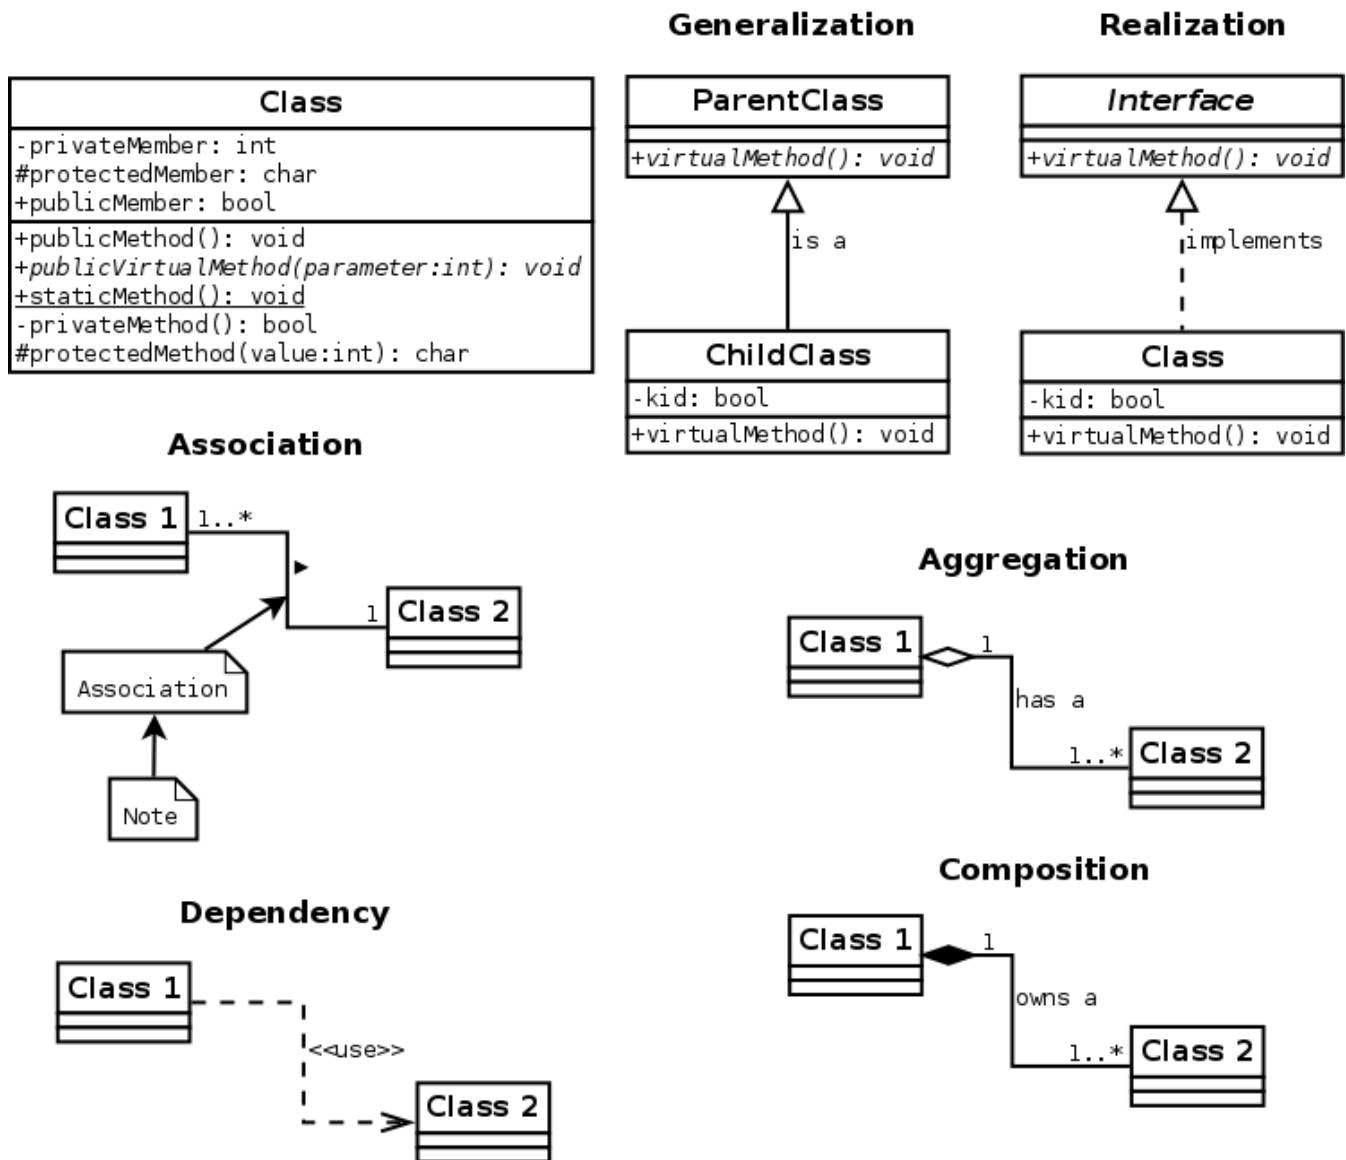 Generalization
Realization
Class
-privateMember: int
#protectedMember: char
+publicMember: bool
+publicMethod(): void
+publicVirtualMethod(parameter:int): void
+staticMethod(): void
-privateMethod(): bool
#protectedMethod(value:int): char
ParentClass
+virtualMethod(): void
is a
ChildClass
-kid: bool
+virtualMethod(): void
Interface
+virtualMethod(): void
implements
Class
-kid: bool
+virtualMethod(): void
Association
Class 1
1..*
1
Class 2
Association
Note
Aggregation
Class 1
1
has a
1..*
Class 2
Dependency
Class 1
<<use>>
Class 2
Composition
Class 1
1
owns a
1..*
Class 2